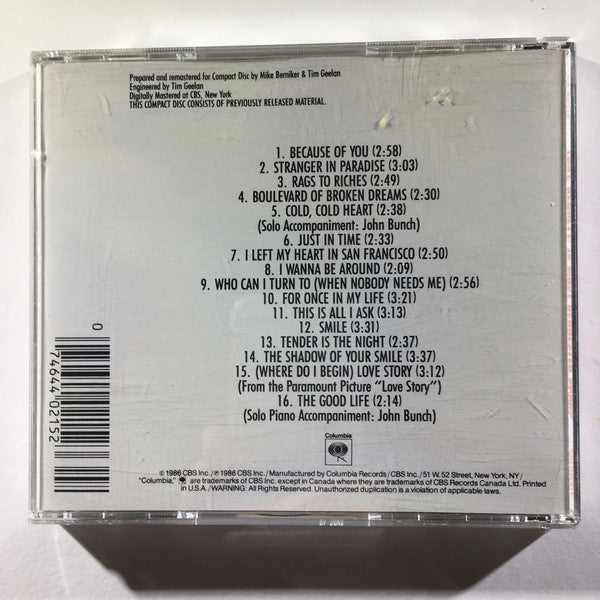 Prepared and remastered for Compact Disc by Mike Berniker & Tim Geelan
Engineered by Tim Geelan
Digitally Mastered at CBS, New York
THIS COMPACT DISC CONSISTS OF PREVIOUSLY RELEASED MATERIAL.
1. BECAUSE OF YOU (2:58)
2. STRANGER IN PARADISE (3:03)
3. RAGS TO RICHES (2:49)
4. BOULEVARD OF BROKEN DREAMS (2:30)
5. COLD, COLD HEART (2:38)
(Solo Accompaniment: John Bunch)
6. JUST IN TIME (2:33)
7. I LEFT MY HEART IN SAN FRANCISCO (2:50)
8. I WANNA BE AROUND (2:09)
9. WHO CAN I TURN TO (WHEN NOBODY NEEDS ME) (2:56)
10. FOR ONCE IN MY LIFE (3:21)
11. THIS IS ALL I ASK (3:13)
12. SMILE (3:31)
13. TENDER IS THE NIGHT (2:37)
14. THE SHADOW OF YOUR SMILE (3:37)
15. (WHERE DO I BEGIN) LOVE STORY (3:12)
(From the Paramount Picture "Love Story")
16. THE GOOD LIFE (2:14)
(Solo Piano Accompaniment: John Bunch)
0
74644 02152
Columbia
© 1986 CBS Inc./℗ 1986 CBS Inc./Manufactured by Columbia Records/CBS Inc./51 W. 52 Street, New York, NY/
"Columbia," are trademarks of CBS Inc. except in Canada where they are trademarks of CBS Records Canada Ltd. Printed
in U.S.A./WARNING: All Rights Reserved. Unauthorized duplication is a violation of applicable laws.